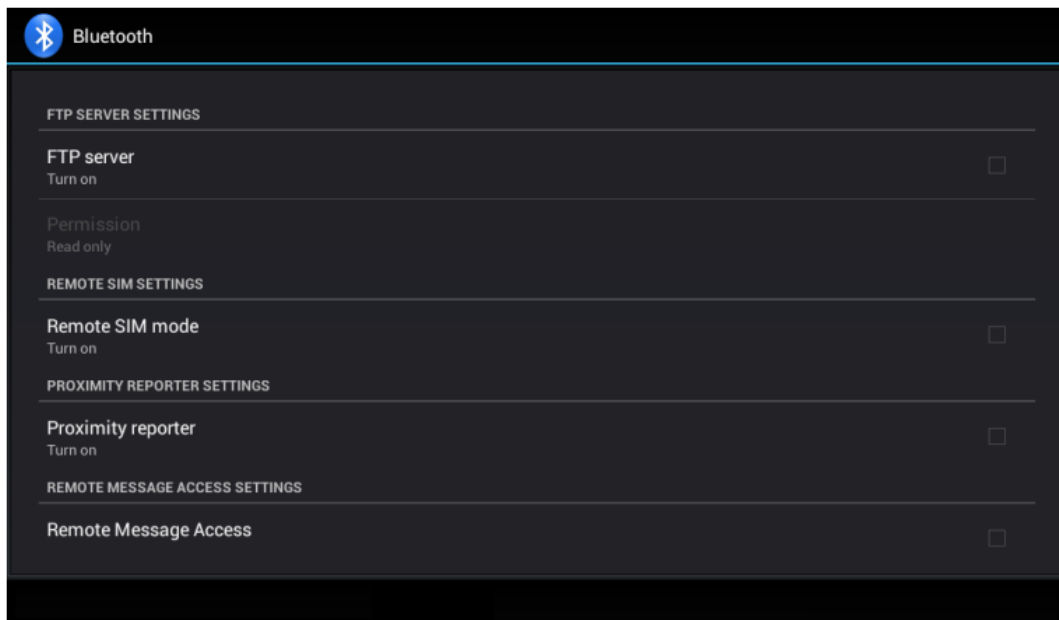 Bluetooth
FTP SERVER SETTINGS
FTP server
Turn on
Permission
Read only
REMOTE SIM SETTINGS
Remote SIM mode
Turn on
PROXIMITY REPORTER SETTINGS
Proximity reporter
Turn on
REMOTE MESSAGE ACCESS SETTINGS
Remote Message Access